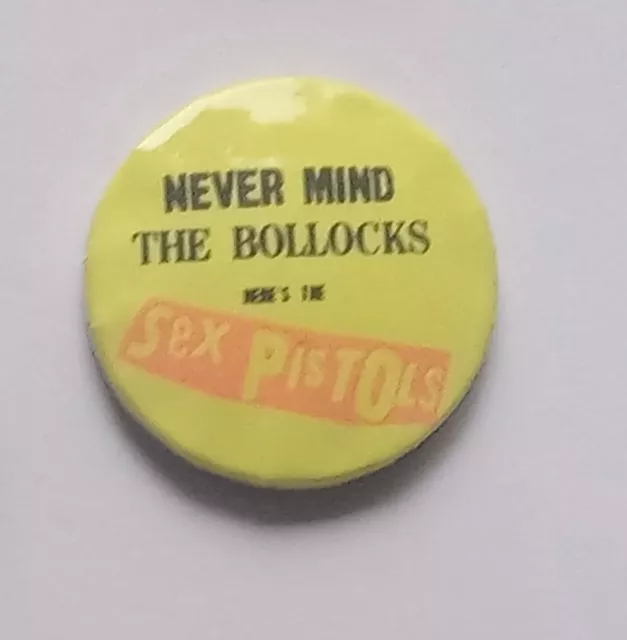 NEVER MIND
THE BOLLOCKS
HERE'S THE
Sex PISTOLS